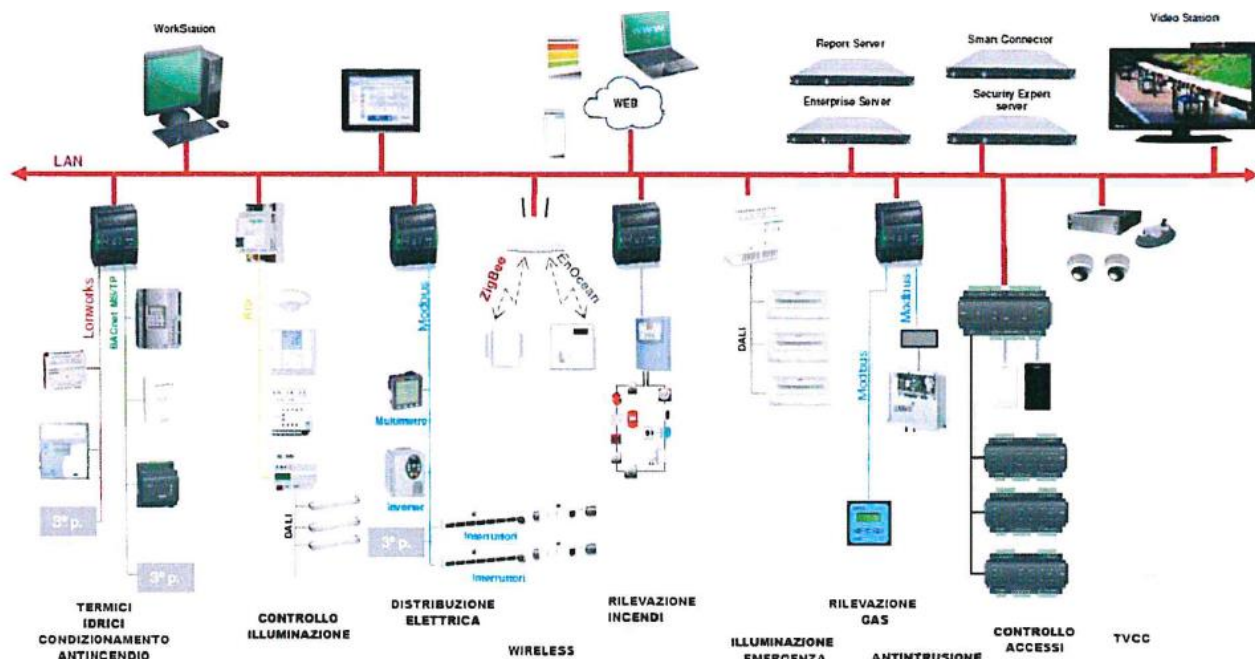 WorkStation
WWW
WEB
Report Server
Enterprise Server
Smart Connector
Security Expert
server
Video Station
LAN
Lonworks
BACnet MS/TP
Modbus
ZigBee
EnOcean
DALI
Modbus
Modbus
Multimetro
Inverter
DALI
Interruttori
Interruttori
3° p.
3° p.
3° p.
TERMICI
IDRICI
CONDIZIONAMENTO
ANTINCENDIO
CONTROLLO
ILLUMINAZIONE
DISTRIBUZIONE
ELETTRICA
WIRELESS
RILEVAZIONE
INCENDI
ILLUMINAZIONE
EMERGENZA
RILEVAZIONE
GAS
ANTINTRUSIONE
CONTROLLO
ACCESSI
TVCC